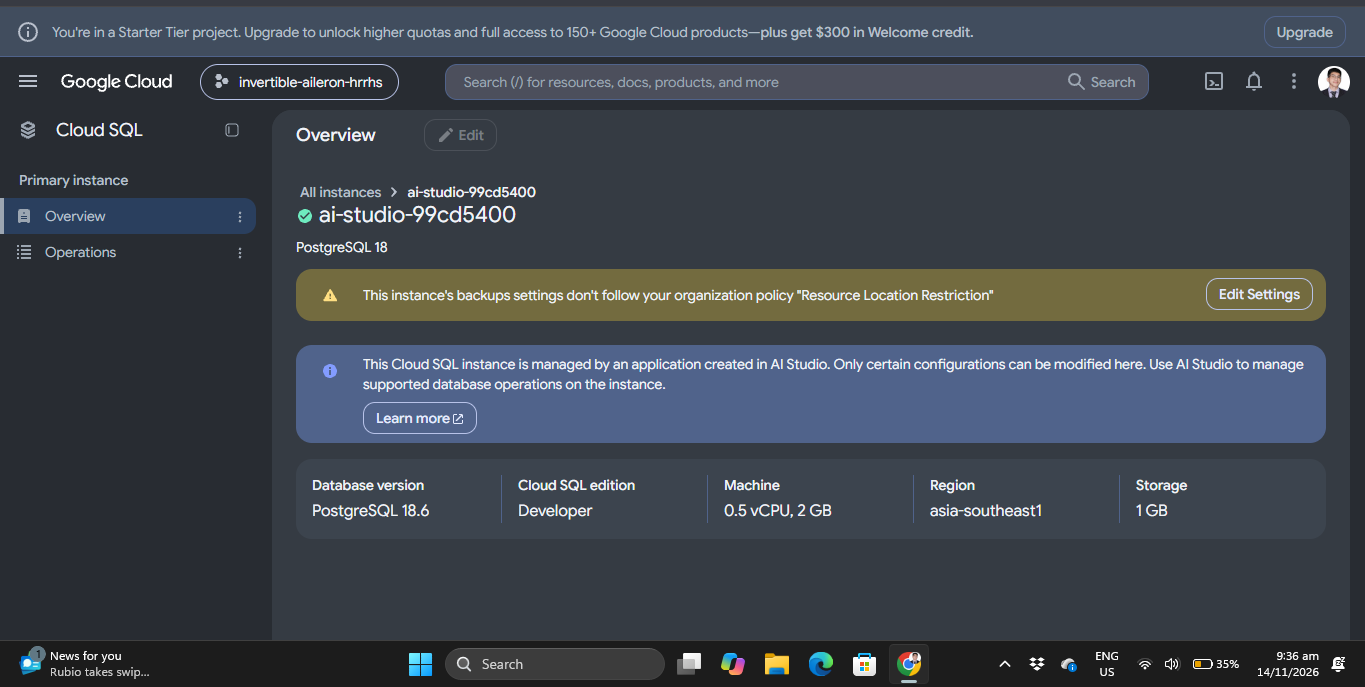 You're in a Starter Tier project. Upgrade to unlock higher quotas and full access to 150+ Google Cloud products—plus get $300 in Welcome credit.
Upgrade
Google Cloud
invertible-aileron-hrrhs
Search (/) for resources, docs, products, and more
Search
Cloud SQL
Overview
Edit
Primary instance
Overview
Operations
All instances > ai-studio-99cd5400
ai-studio-99cd5400
PostgreSQL 18
This instance's backups settings don't follow your organization policy "Resource Location Restriction"
Edit Settings
This Cloud SQL instance is managed by an application created in AI Studio. Only certain configurations can be modified here. Use AI Studio to manage
supported database operations on the instance.
Learn more
Database version
PostgreSQL 18.6
Cloud SQL edition
Developer
Machine
0.5 vCPU, 2 GB
Region
asia-southeast1
Storage
1 GB
1
News for you
Rubio takes swip...
Search
ENG
US
35%
9:36 am
14/11/2026